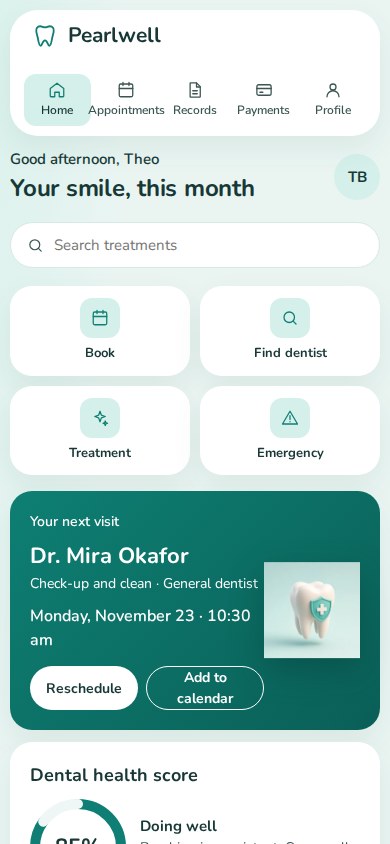 Pearlwell
Home Appointments Records Payments Profile
Good afternoon, Theo
Your smile, this month
TB
Search treatments
Book
Find dentist
Treatment
Emergency
Your next visit
Dr. Mira Okafor
Check-up and clean · General dentist
Monday, November 23 · 10:30
am
Reschedule
Add to
calendar
Dental health score
Doing well
85%